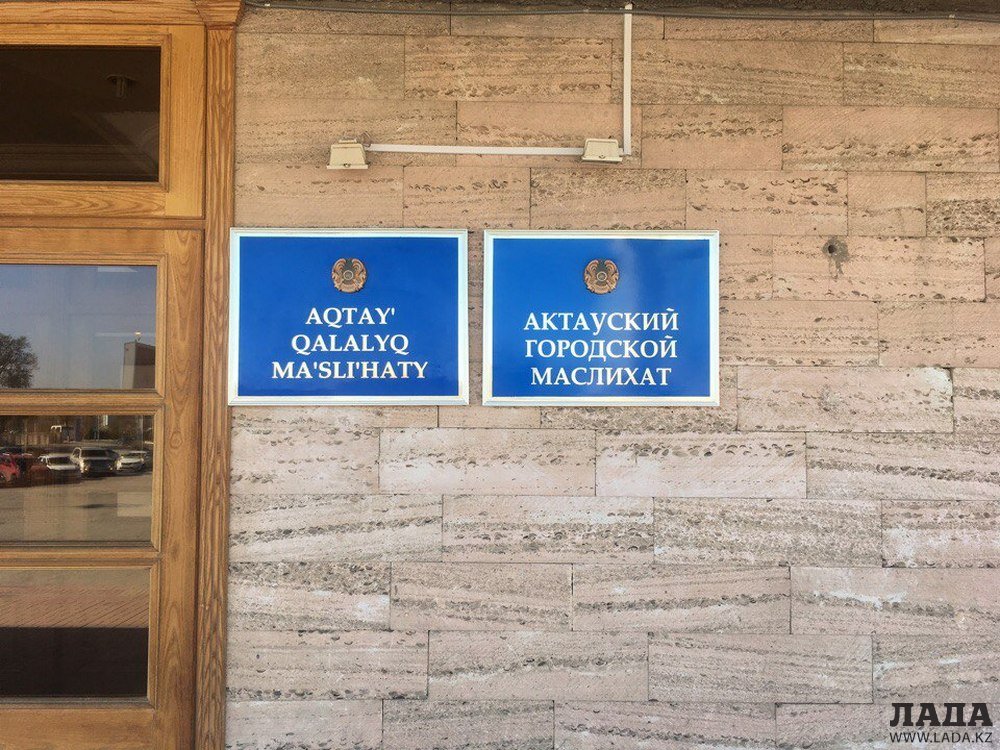 AQTAY'
QALALYQ
MA'SLI'HATY
АКТАУСКИЙ
ГОРОДСКОЙ
МАСЛИХАТ
ЛАДА
WWW.LADA.KZ